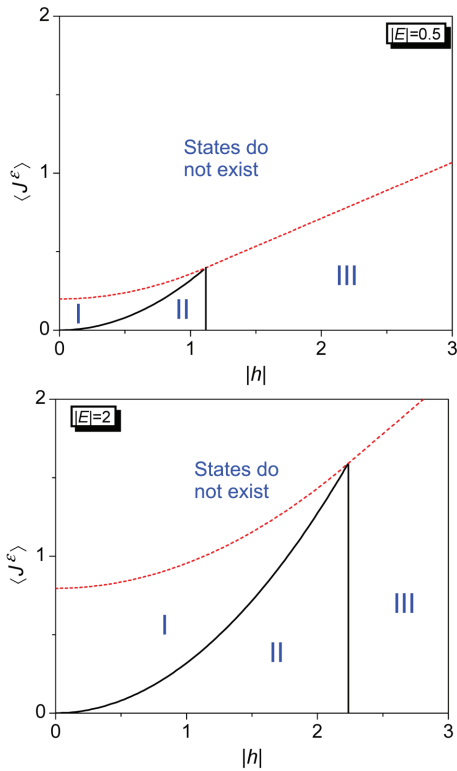 2
|E|=0.5
States do
not exist
⟨J^ε⟩
1
III
I
II
0
0
1
2
3
|h|
2
|E|=2
States do
not exist
⟨J^ε⟩
1
I
II
III
0
0
1
2
3
|h|